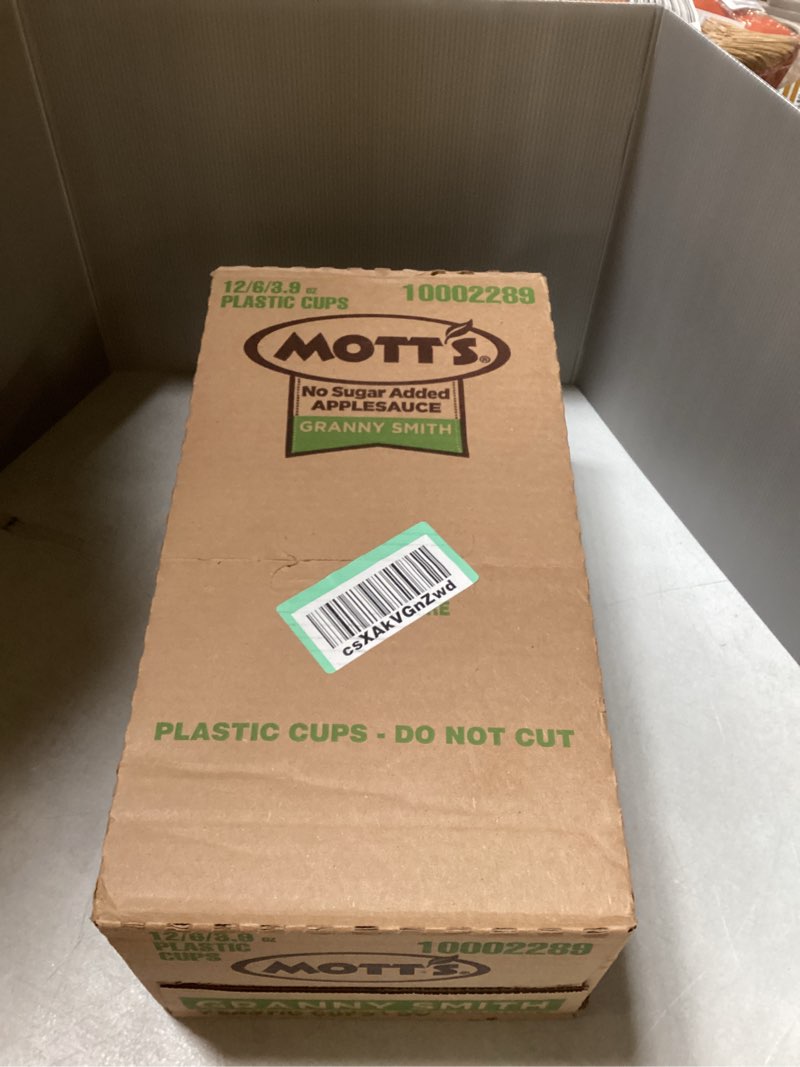 12/6/3.9 oz
PLASTIC CUPS
10002289
MOTT'S®
No Sugar Added
APPLESAUCE
GRANNY SMITH
csXAkVGnZwd
PLASTIC CUPS - DO NOT CUT
12/6/3.9 oz
PLASTIC
CUPS
10002289
MOTT'S®
GRANNY SMITH